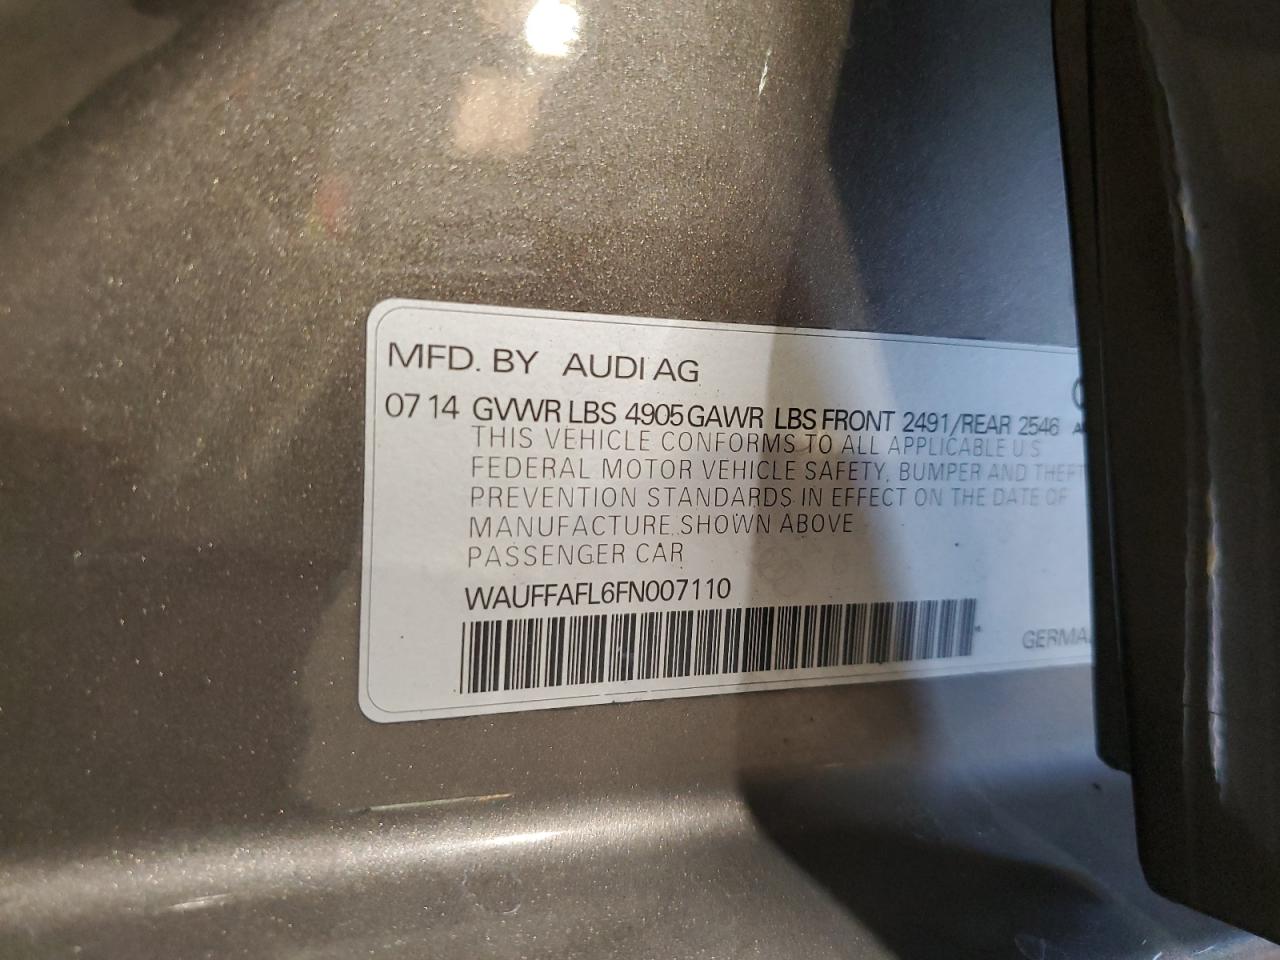 MFD. BY AUDI AG
07 14 GVWR LBS 4905 GAWR LBS FRONT 2491/REAR 2546
THIS VEHICLE CONFORMS TO ALL APPLICABLE U S
FEDERAL MOTOR VEHICLE SAFETY, BUMPER AND THEFT
PREVENTION STANDARDS IN EFFECT ON THE DATE OF
MANUFACTURE SHOWN ABOVE
PASSENGER CAR
WAUFFAFL6FN007110
GERMA